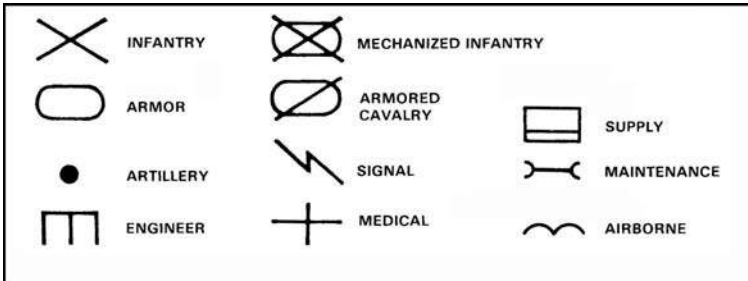 INFANTRY
ARMOR
ARTILLERY
ENGINEER
MECHANIZED INFANTRY
ARMORED
CAVALRY
SIGNAL
MEDICAL
SUPPLY
MAINTENANCE
AIRBORNE